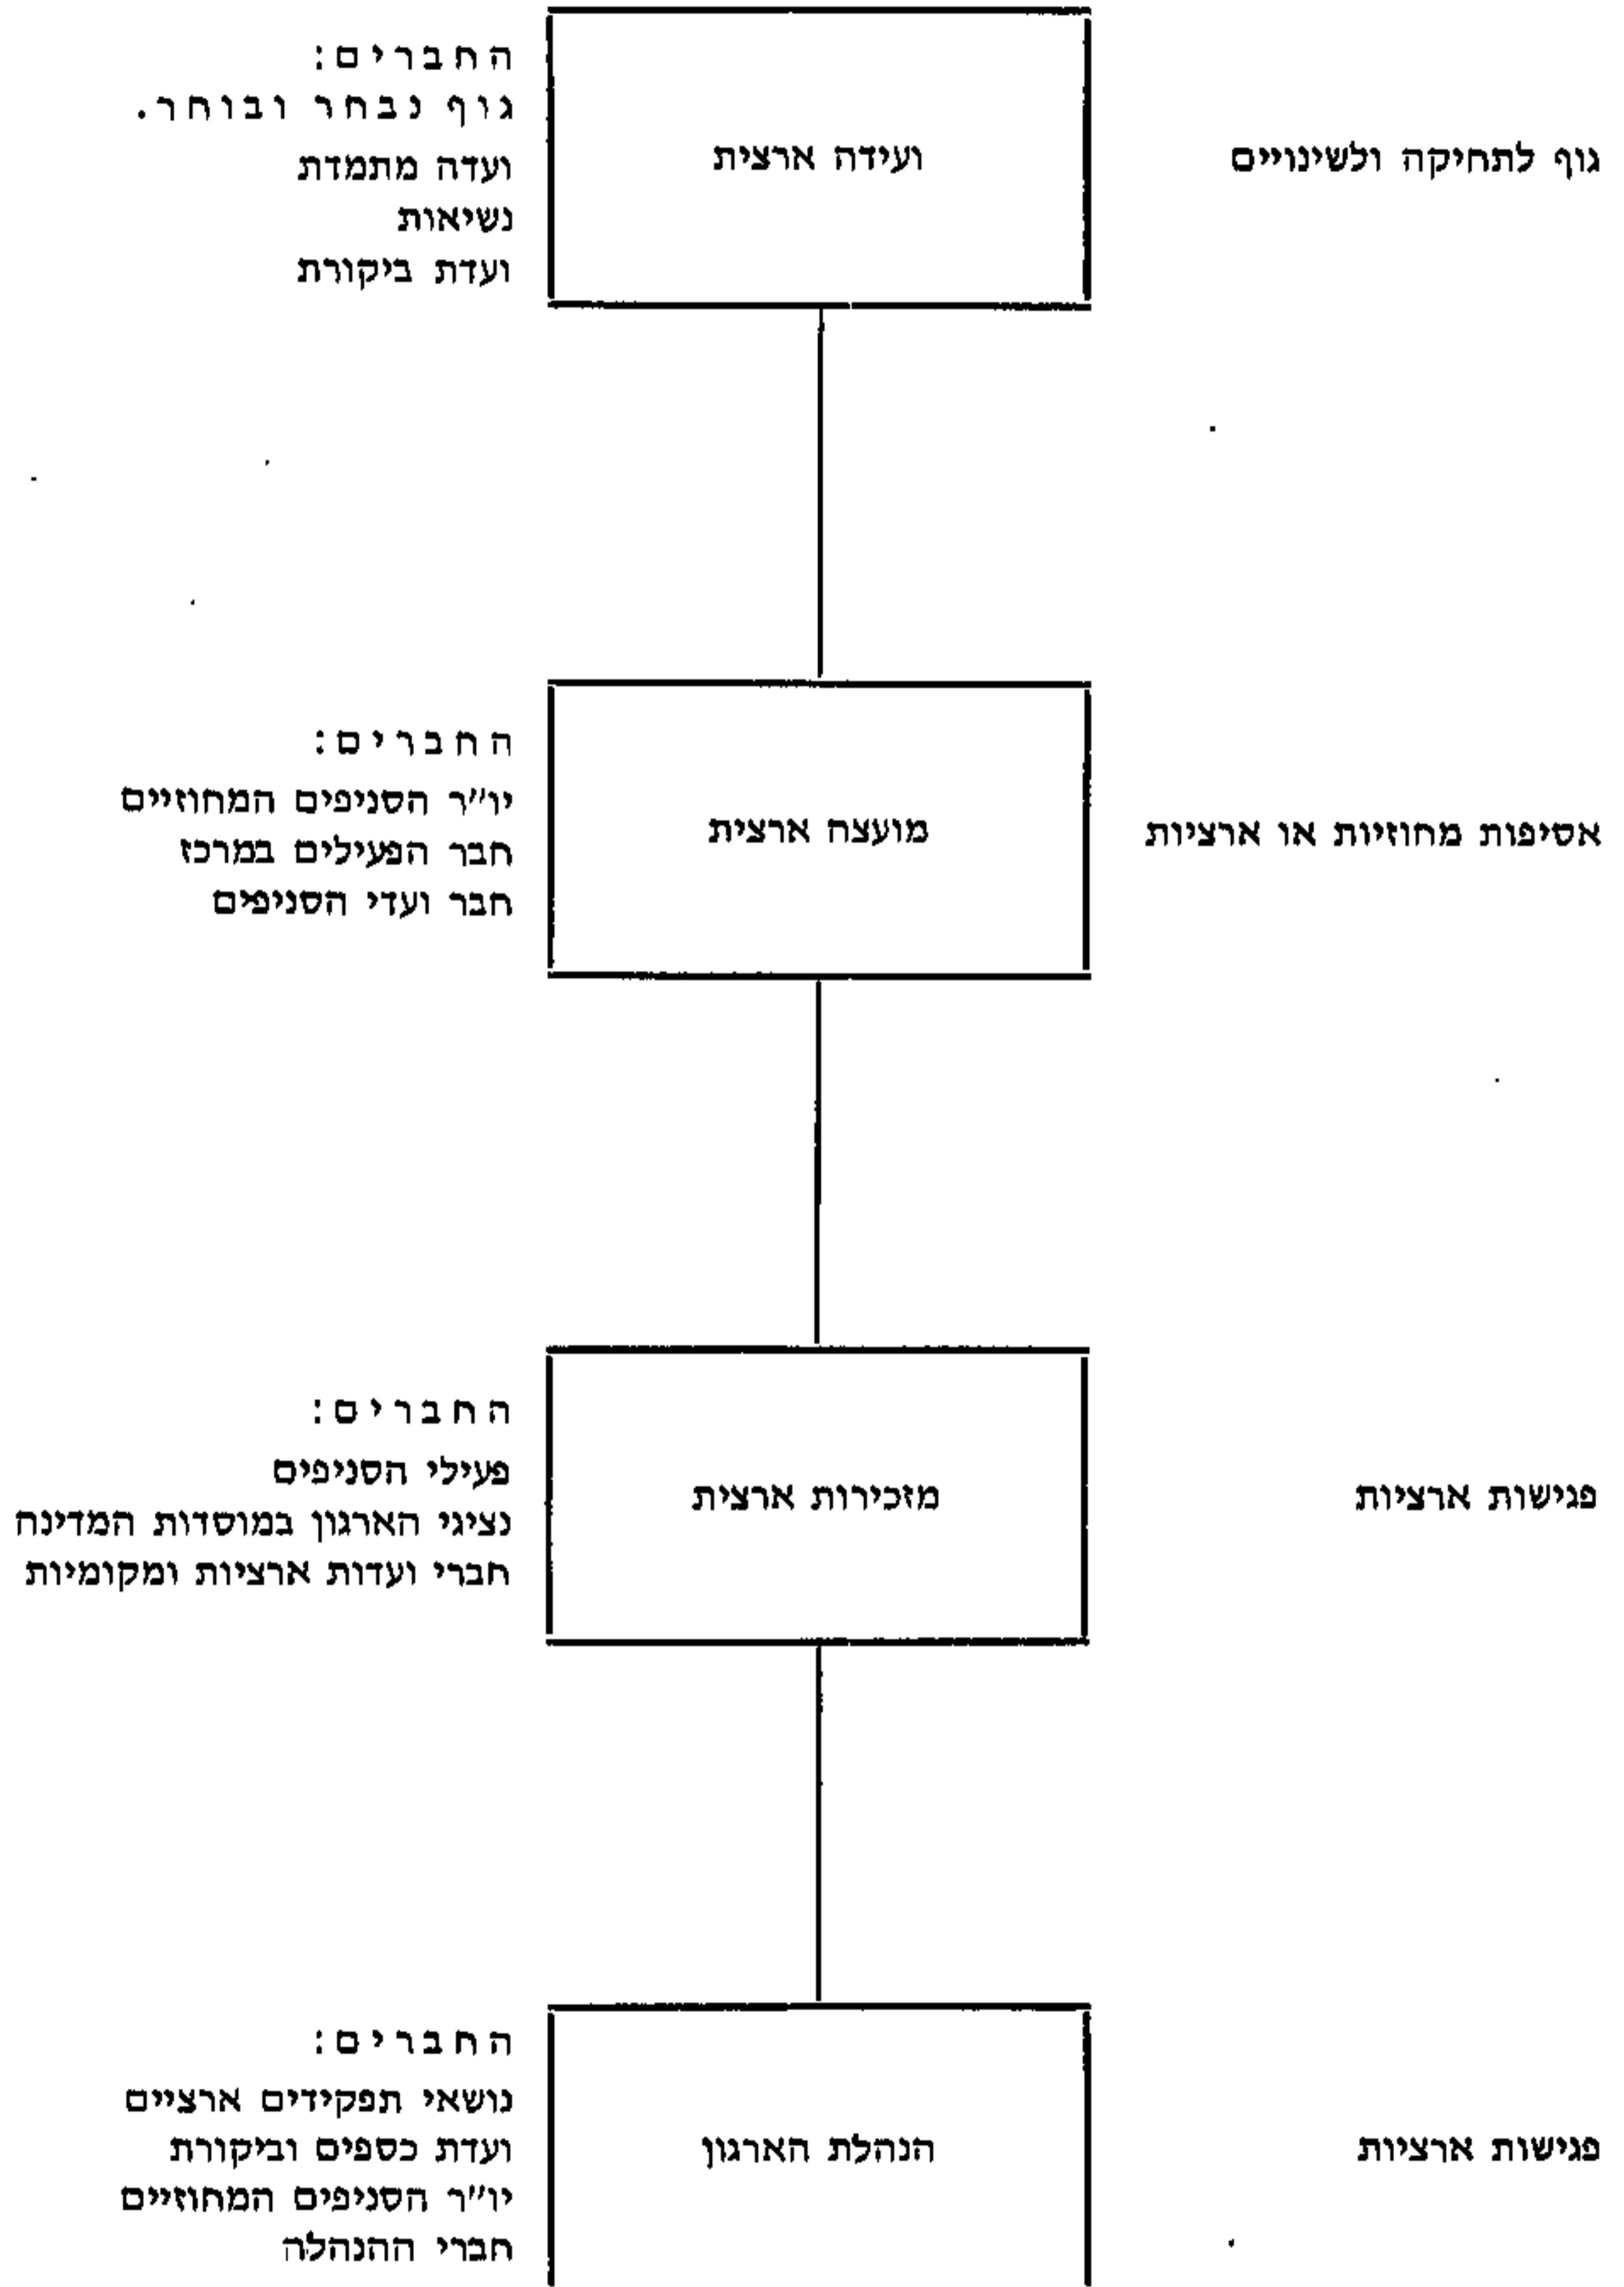 גוף לתחיקה ולשינויים
ועידה ארצית
החברים:
גוף נבחר ובוחר.
ועדה מתמדת
נשיאות
ועדת ביקורת
אסיפות מחוזיות או ארציות
מועצה ארצית
החברים:
יו"ר הסניפים המחוזיים
חבר הפעילים במרכז
חבר ועדי הסניפים
פגישות ארציות
מזכירות ארצית
החברים:
פעילי הסניפים
נציגי הארגון במוסדות המדינה
חברי ועדות ארציות ומקומיות
פגישות ארציות
הנהלת הארגון
החברים:
נושאי תפקידים ארציים
ועדת כספים וביקורת
יו"ר הסניפים המחוזיים
חברי ההנהלה